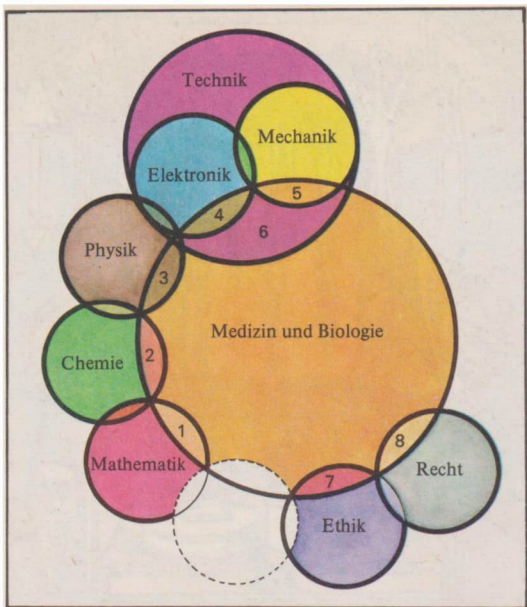 Technik
Mechanik
Elektronik
5
4
6
Physik
3
Medizin und Biologie
2
Chemie
1
8
Mathematik
Recht
7
Ethik